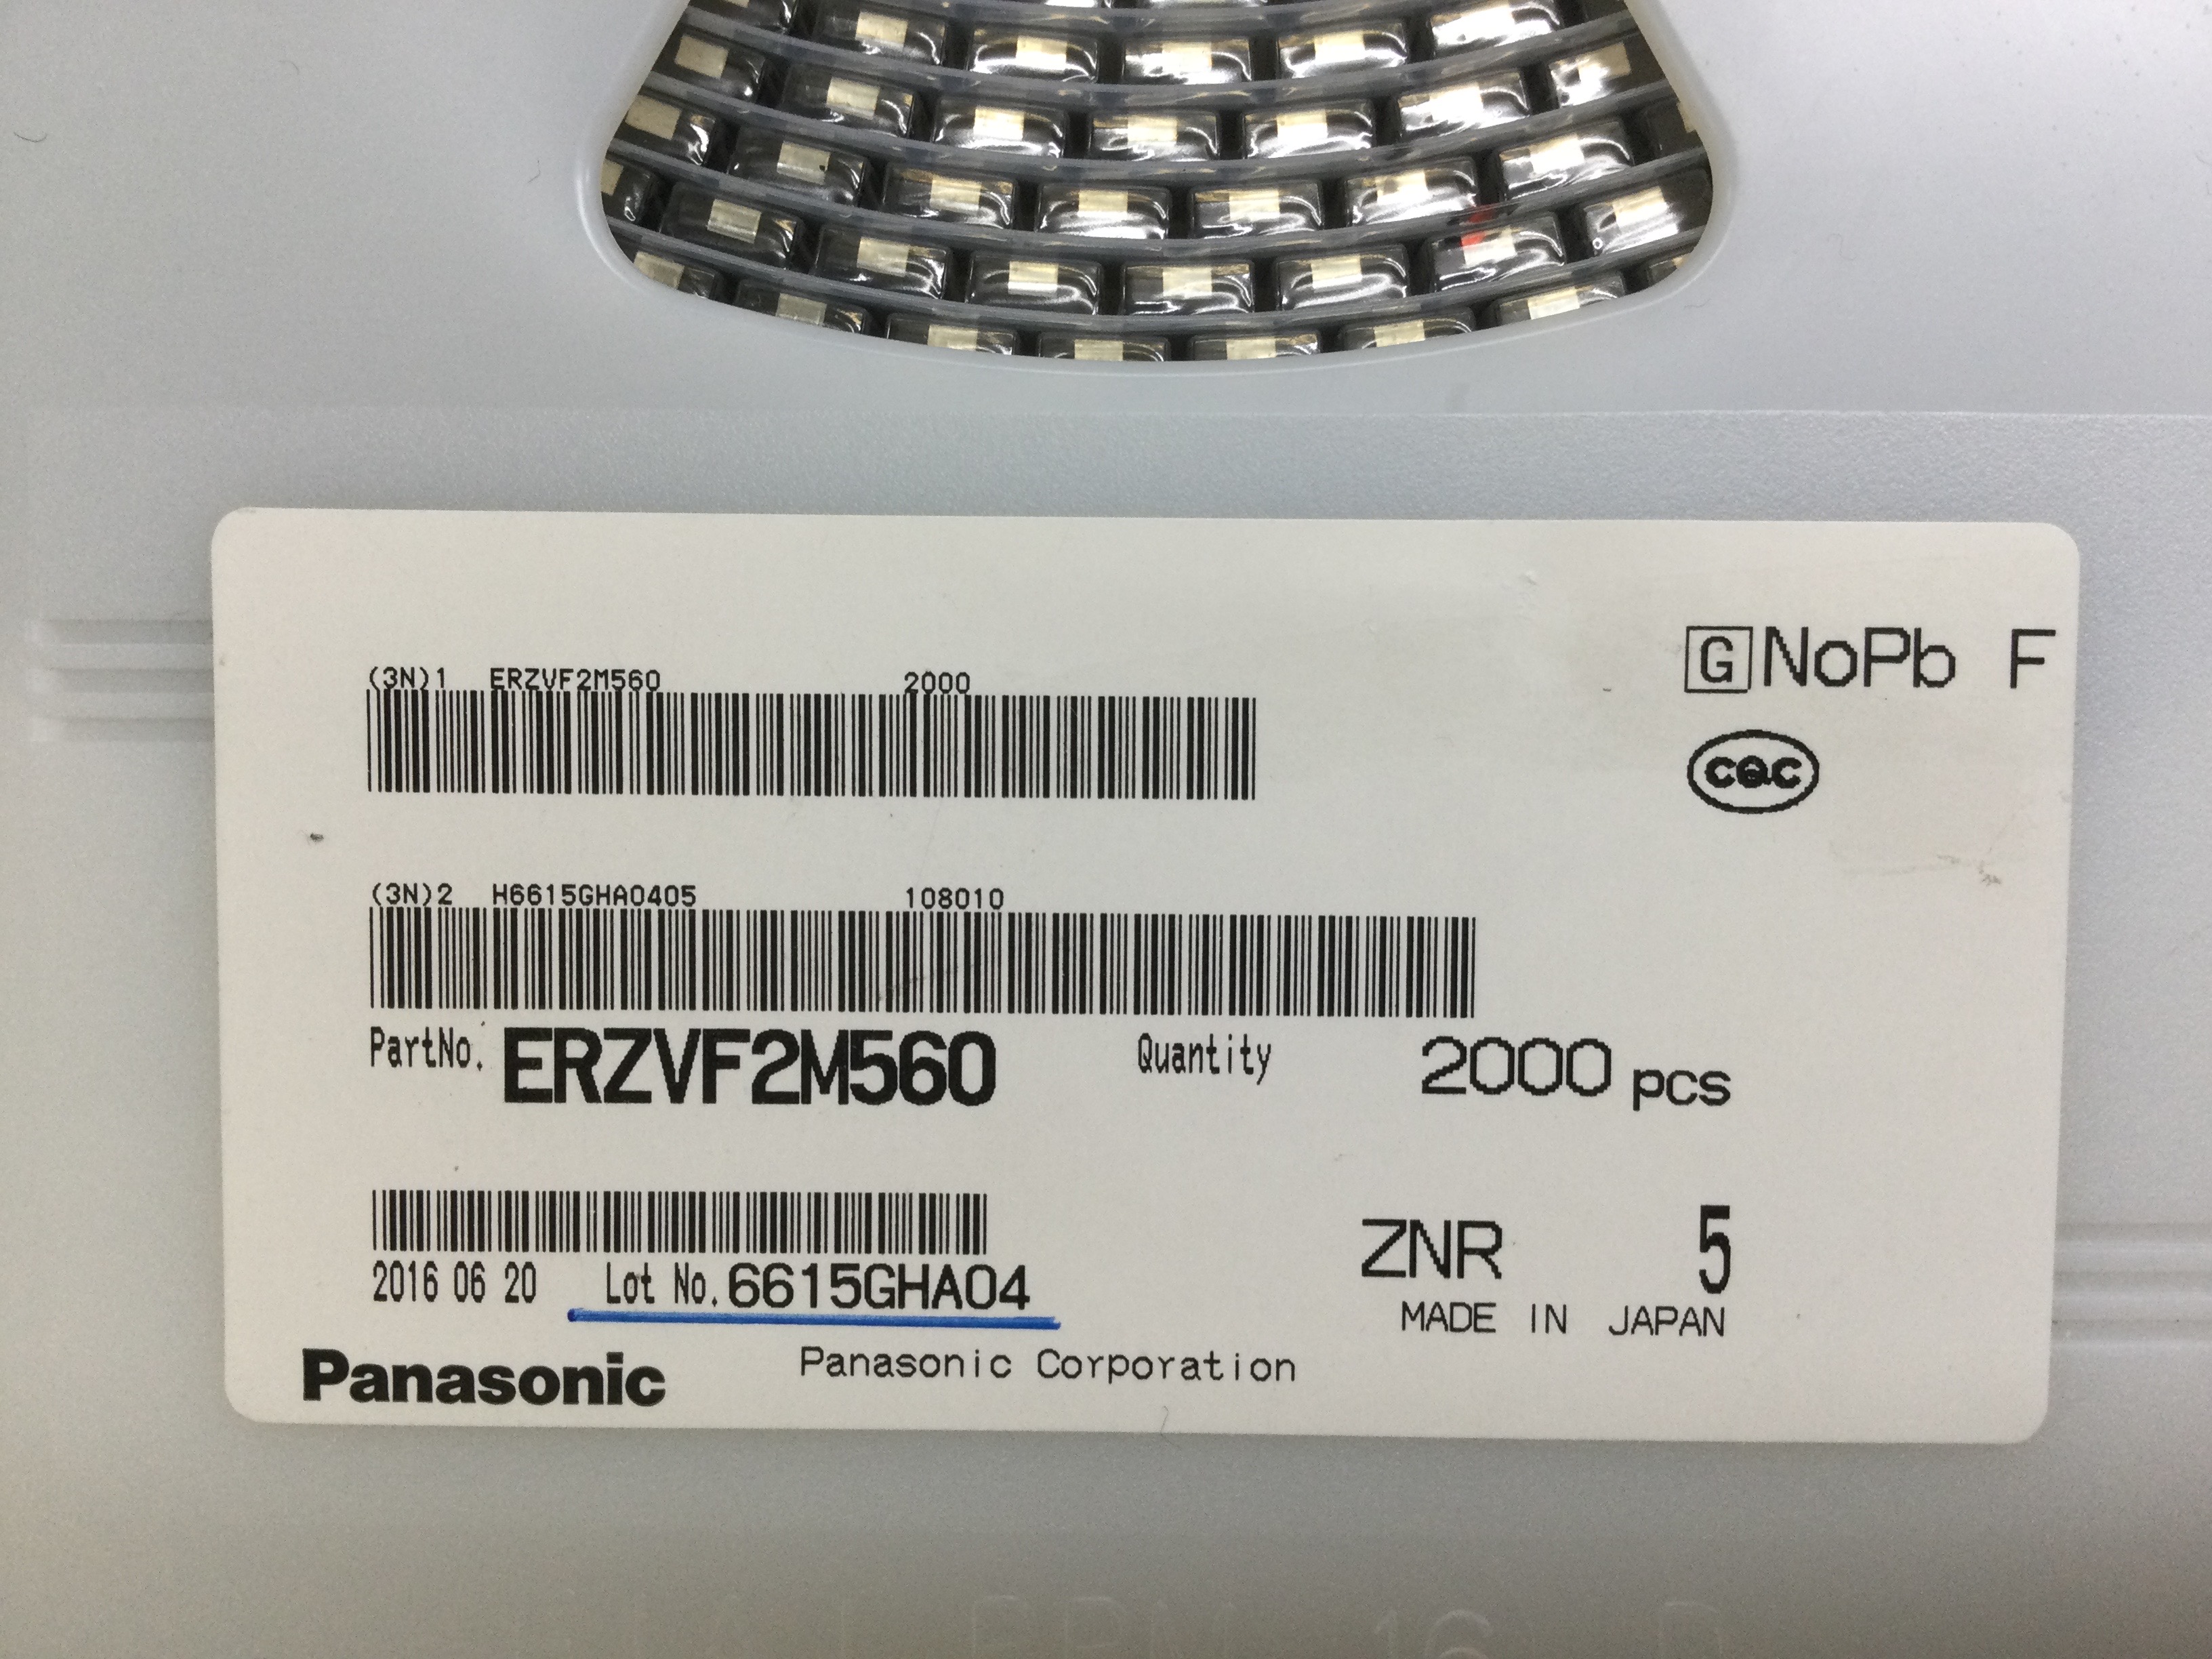 G NoPb F
(3N)1 ERZVF2M560 2000
CQC
(3N)2 H6615GHA0405 108010
PartNo. ERZVF2M560 Quantity 2000 pcs
ZNR 5
2016 06 20 Lot No. 6615GHA04
MADE IN JAPAN
Panasonic Panasonic Corporation